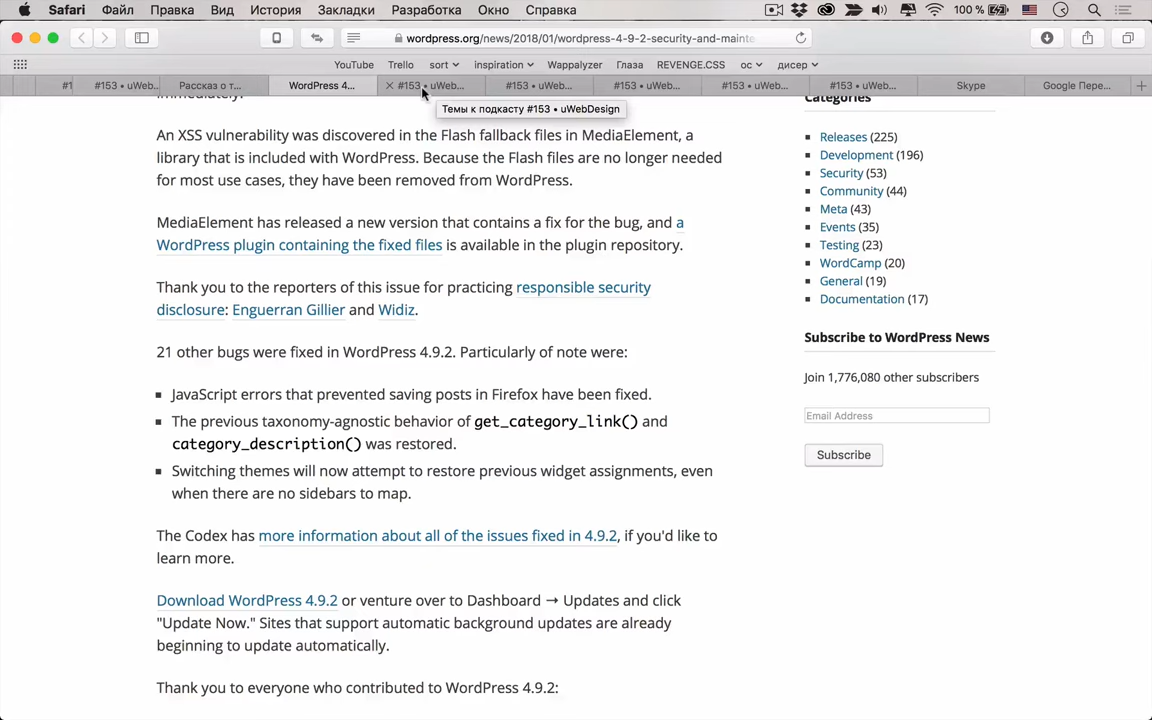 Safari Файл Правка Вид История Закладки Разработка Окно Справка 100 %
wordpress.org/news/2018/01/wordpress-4-9-2-security-and-mainte
YouTube Trello sort inspiration Wappalyzer Глаза REVENGE.CSS ос дисер
#1 #153 • uWeb... Рассказ о т... WordPress 4... #153 • uWeb... #153 • uWeb... #153 • uWeb... #153 • uWeb... #153 • uWeb... Skype Google Пере...
Темы к подкасту #153 • uWebDesign
immediately.
An XSS vulnerability was discovered in the Flash fallback files in MediaElement, a
library that is included with WordPress. Because the Flash files are no longer needed
for most use cases, they have been removed from WordPress.
MediaElement has released a new version that contains a fix for the bug, and a
WordPress plugin containing the fixed files is available in the plugin repository.
Thank you to the reporters of this issue for practicing responsible security
disclosure: Enguerran Gillier and Widiz.
21 other bugs were fixed in WordPress 4.9.2. Particularly of note were:
JavaScript errors that prevented saving posts in Firefox have been fixed.
The previous taxonomy-agnostic behavior of get_category_link() and
category_description() was restored.
Switching themes will now attempt to restore previous widget assignments, even
when there are no sidebars to map.
The Codex has more information about all of the issues fixed in 4.9.2, if you'd like to
learn more.
Download WordPress 4.9.2 or venture over to Dashboard → Updates and click
"Update Now." Sites that support automatic background updates are already
beginning to update automatically.
Thank you to everyone who contributed to WordPress 4.9.2:
Categories
Releases (225)
Development (196)
Security (53)
Community (44)
Meta (43)
Events (35)
Testing (23)
WordCamp (20)
General (19)
Documentation (17)
Subscribe to WordPress News
Join 1,776,080 other subscribers
Email Address
Subscribe